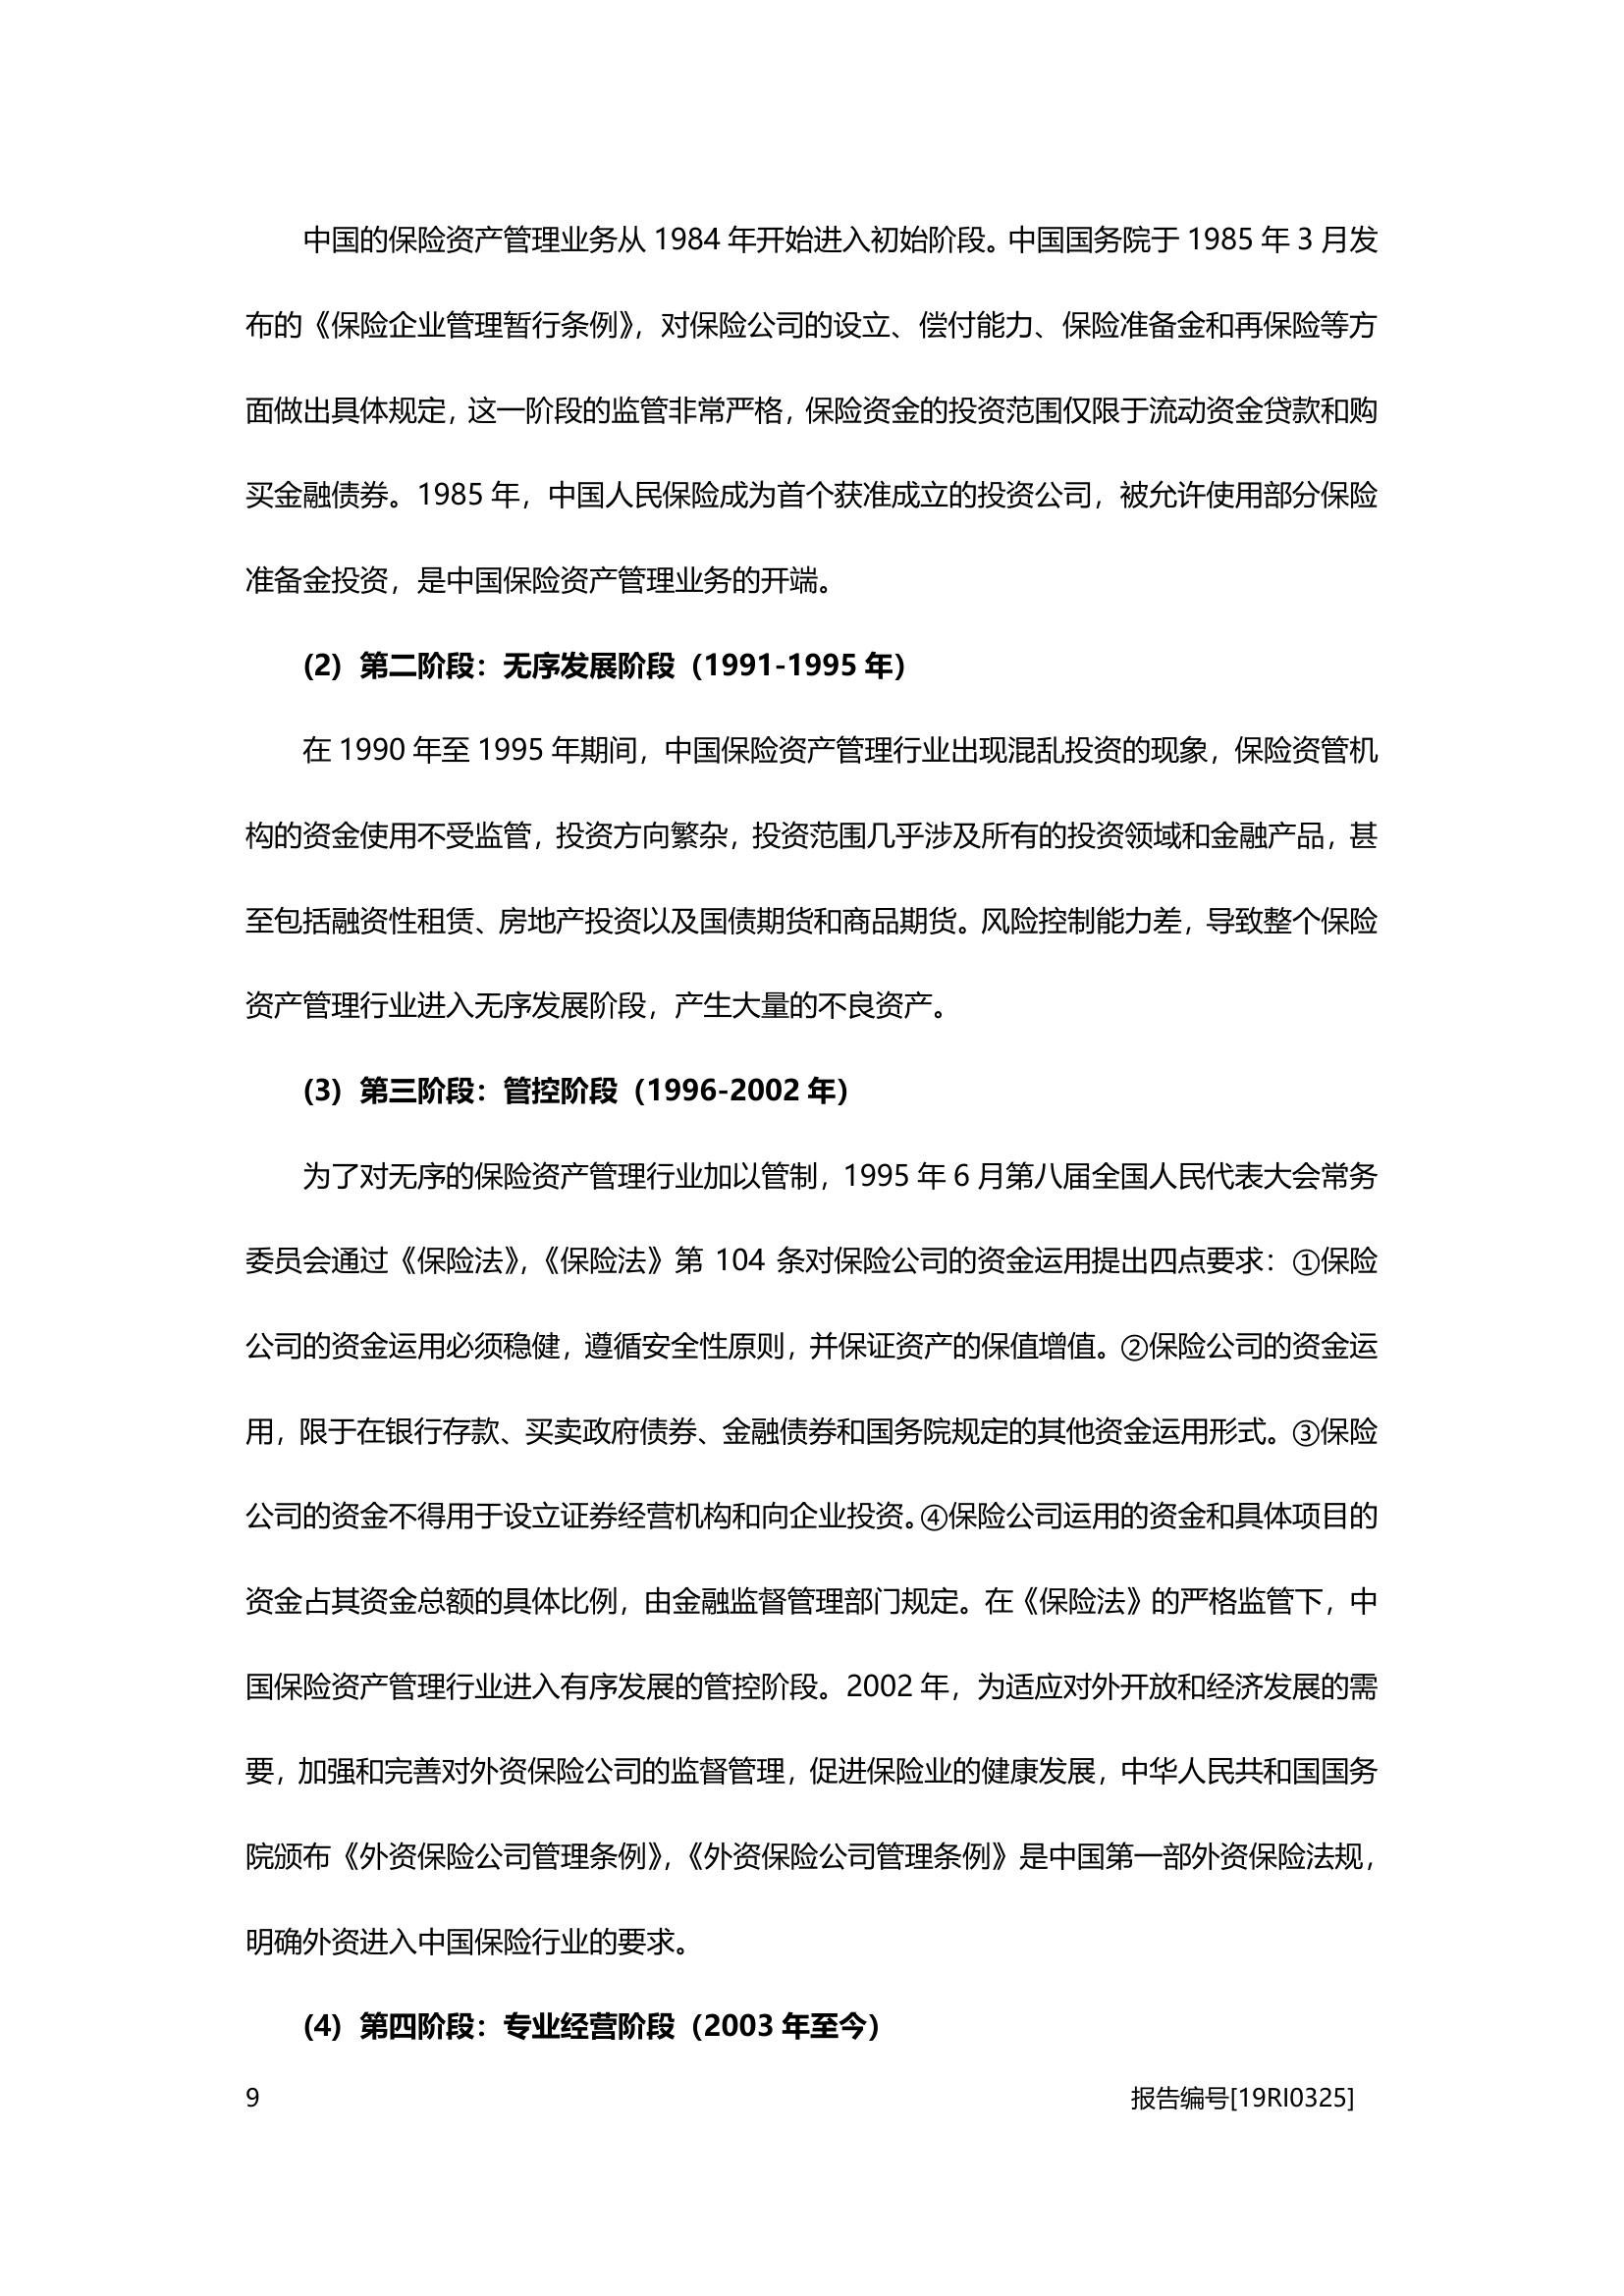 中国的保险资产管理业务从 1984 年开始进入初始阶段。中国国务院于 1985 年 3 月发
布的《保险企业管理暂行条例》，对保险公司的设立、偿付能力、保险准备金和再保险等方
面做出具体规定，这一阶段的监管非常严格，保险资金的投资范围仅限于流动资金贷款和购
买金融债券。1985 年，中国人民保险成为首个获准成立的投资公司，被允许使用部分保险
准备金投资，是中国保险资产管理业务的开端。
(2) 第二阶段：无序发展阶段（1991-1995 年）
在 1990 年至 1995 年期间，中国保险资产管理行业出现混乱投资的现象，保险资管机
构的资金使用不受监管，投资方向繁杂，投资范围几乎涉及所有的投资领域和金融产品，甚
至包括融资性租赁、房地产投资以及国债期货和商品期货。风险控制能力差，导致整个保险
资产管理行业进入无序发展阶段，产生大量的不良资产。
(3) 第三阶段：管控阶段（1996-2002 年）
为了对无序的保险资产管理行业加以管制，1995 年 6 月第八届全国人民代表大会常务
委员会通过《保险法》，《保险法》第 104 条对保险公司的资金运用提出四点要求：①保险
公司的资金运用必须稳健，遵循安全性原则，并保证资产的保值增值。②保险公司的资金运
用，限于在银行存款、买卖政府债券、金融债券和国务院规定的其他资金运用形式。③保险
公司的资金不得用于设立证券经营机构和向企业投资。④保险公司运用的资金和具体项目的
资金占其资金总额的具体比例，由金融监督管理部门规定。在《保险法》的严格监管下，中
国保险资产管理行业进入有序发展的管控阶段。2002 年，为适应对外开放和经济发展的需
要，加强和完善对外资保险公司的监督管理，促进保险业的健康发展，中华人民共和国国务
院颁布《外资保险公司管理条例》，《外资保险公司管理条例》是中国第一部外资保险法规，
明确外资进入中国保险行业的要求。
(4) 第四阶段：专业经营阶段（2003 年至今）
9 报告编号[19RI0325]